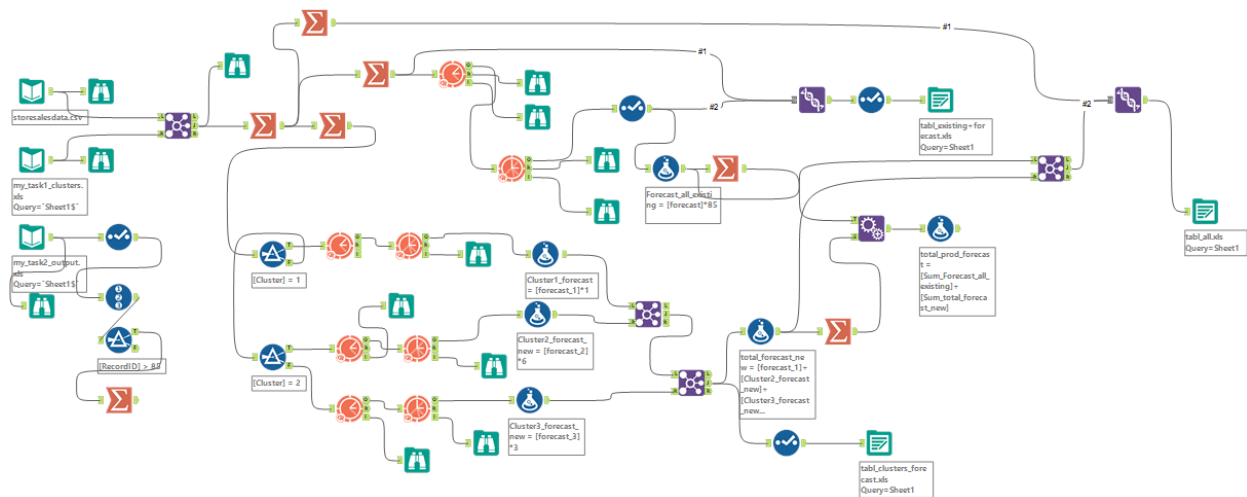 #1
#1
storesalesdata.csv
#2
#2
tabl_existing+for
ecast.xls
Query=Sheet1
my_task1_clusters.
xls
Query=`Sheet1$`
Forecast_all_existi
ng = [forecast]*85
tabl_all.xls
Query=Sheet1
my_task2_output.
xls
Query=`Sheet1$`
total_prod_forecas
t =
[Sum_Forecast_all_
existing]+
[Sum_total_foreca
st_new]
[Cluster] = 1
Cluster1_forecast
= [forecast_1]*1
[RecordID] > 85
[Cluster] = 2
Cluster2_forecast_
new = [forecast_2]
*6
total_forecast_ne
w = [forecast_1]+
[Cluster2_forecast
_new]+
[Cluster3_forecast
_new...
Cluster3_forecast_
new = [forecast_3]
*3
tabl_clusters_fore
cast.xls
Query=Sheet1